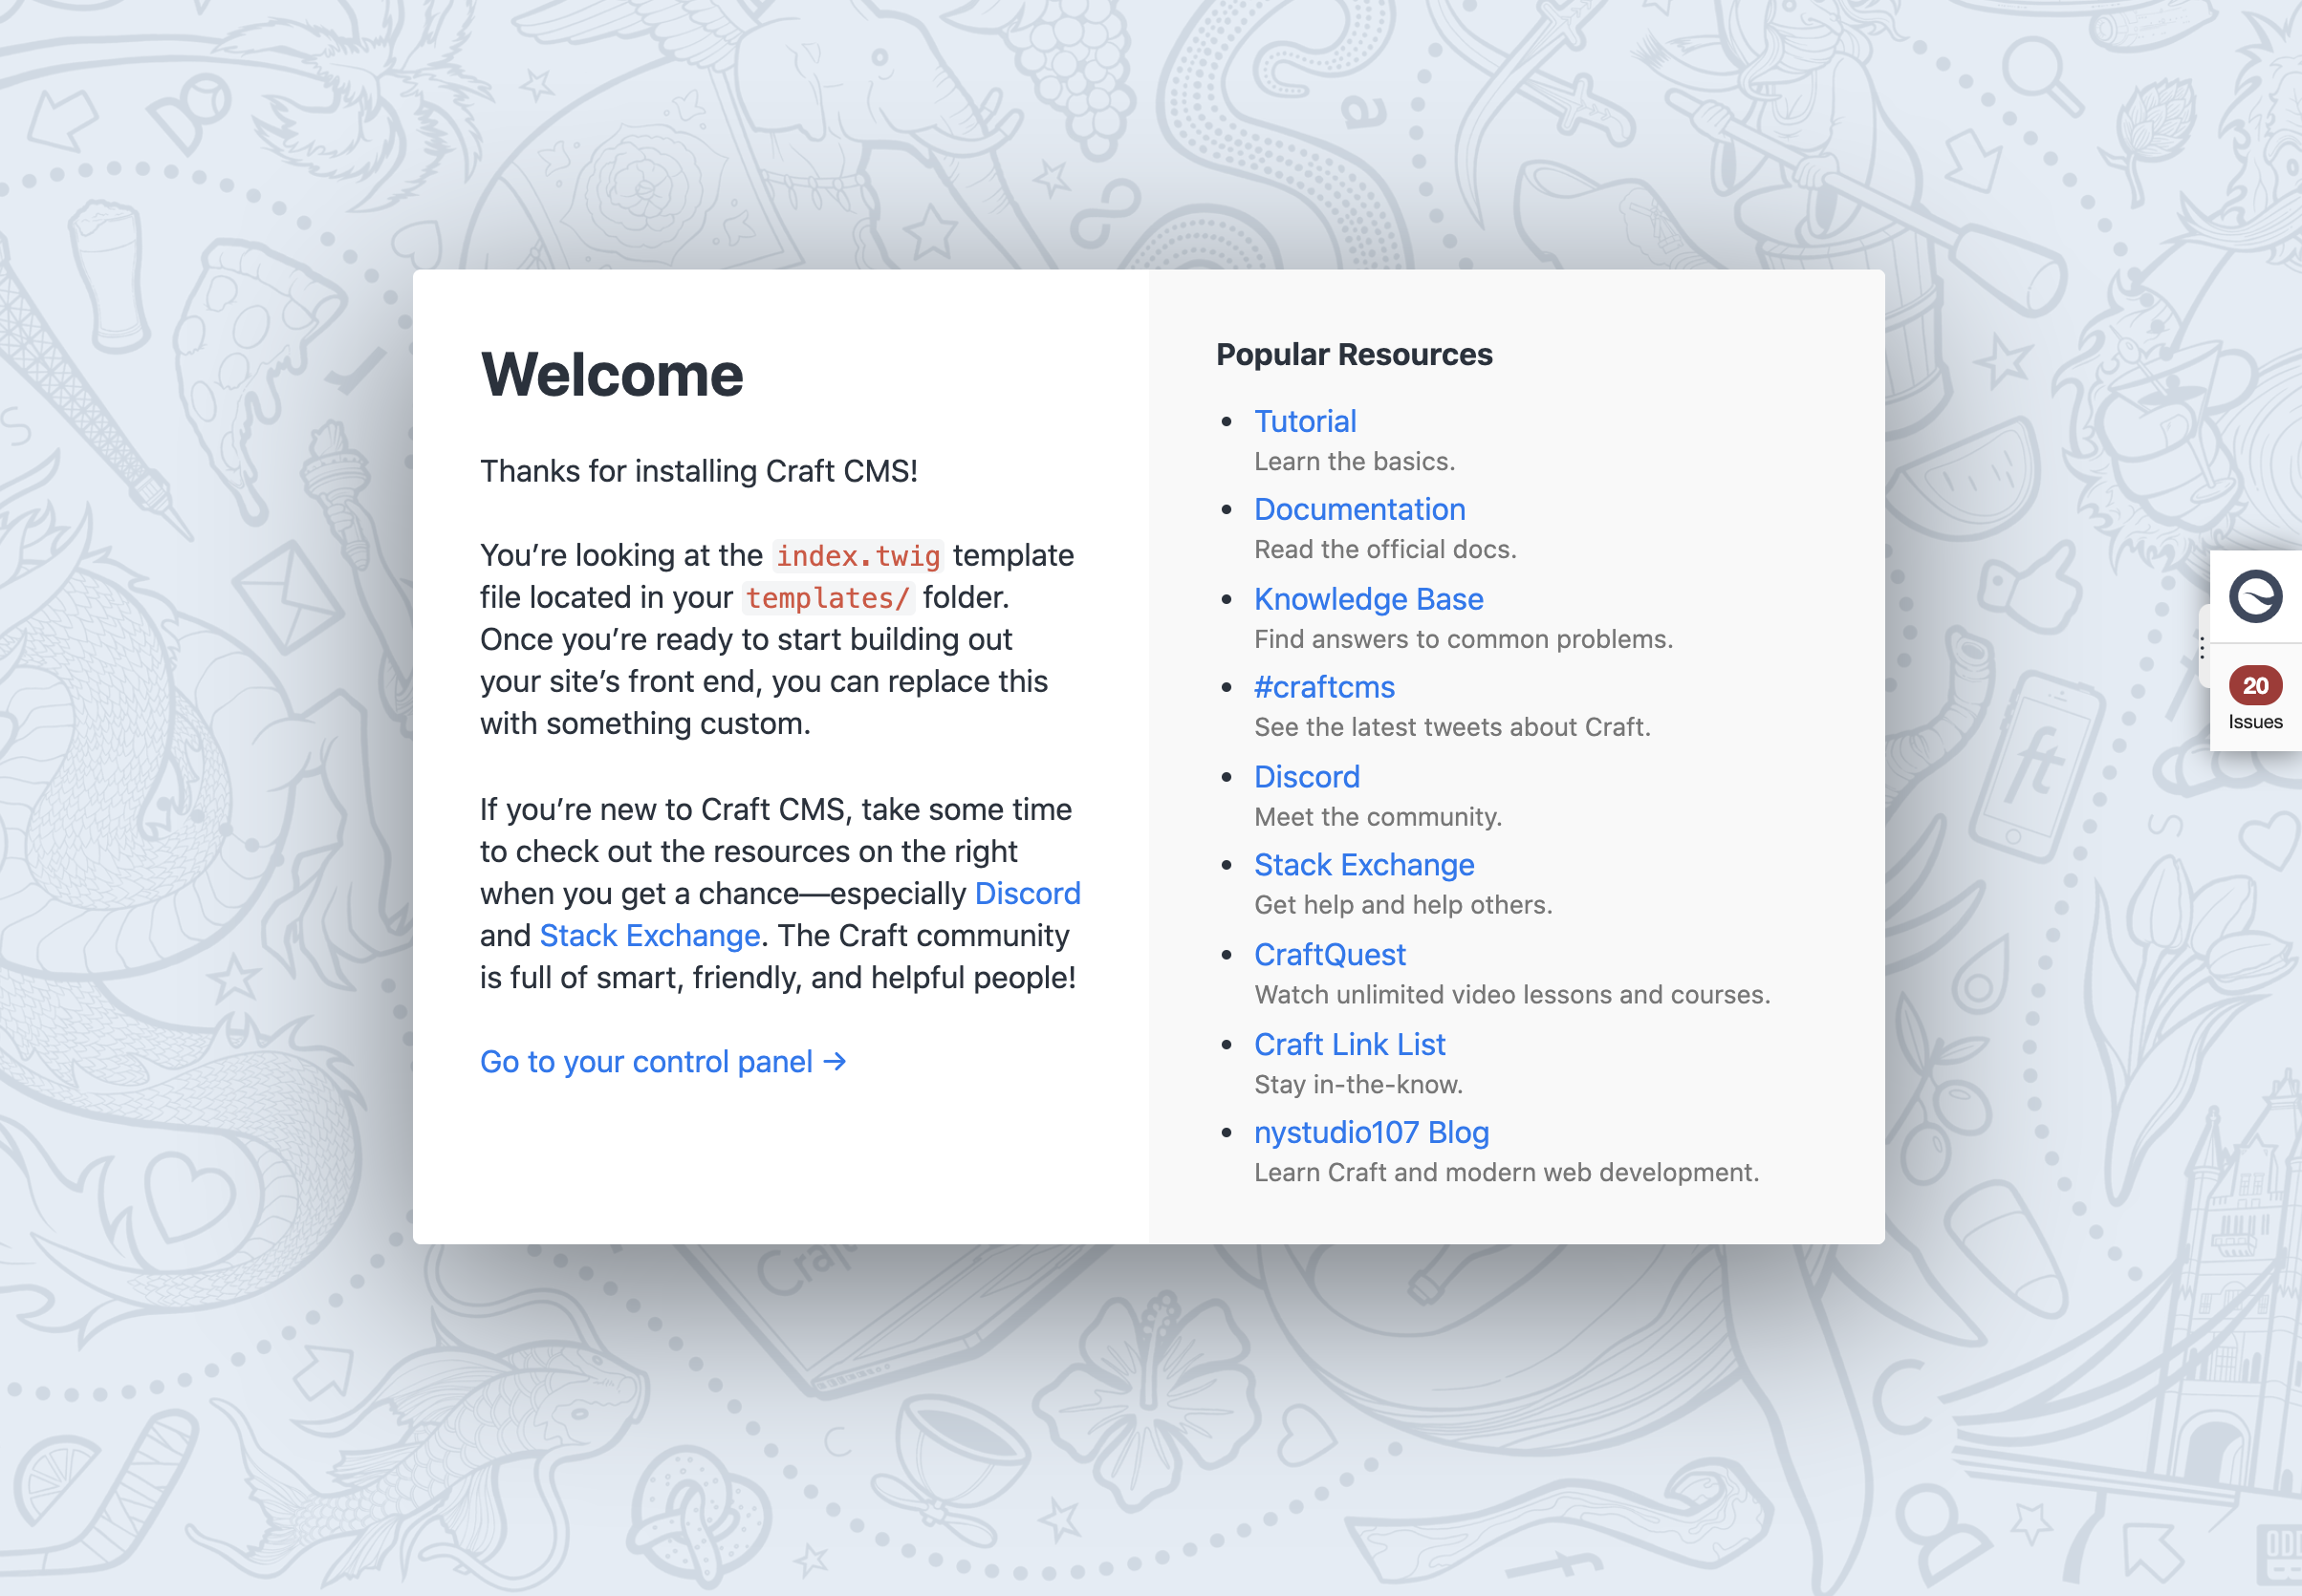 Welcome
Thanks for installing Craft CMS!
You’re looking at the index.twig template
file located in your templates/ folder.
Once you’re ready to start building out
your site’s front end, you can replace this
with something custom.
If you’re new to Craft CMS, take some time
to check out the resources on the right
when you get a chance—especially Discord
and Stack Exchange. The Craft community
is full of smart, friendly, and helpful people!
Go to your control panel →
Popular Resources
• Tutorial
Learn the basics.
• Documentation
Read the official docs.
• Knowledge Base
Find answers to common problems.
• #craftcms
See the latest tweets about Craft.
• Discord
Meet the community.
• Stack Exchange
Get help and help others.
• CraftQuest
Watch unlimited video lessons and courses.
• Craft Link List
Stay in-the-know.
• nystudio107 Blog
Learn Craft and modern web development.
20
Issues
Craft
a
ft
S
S
C
C
f